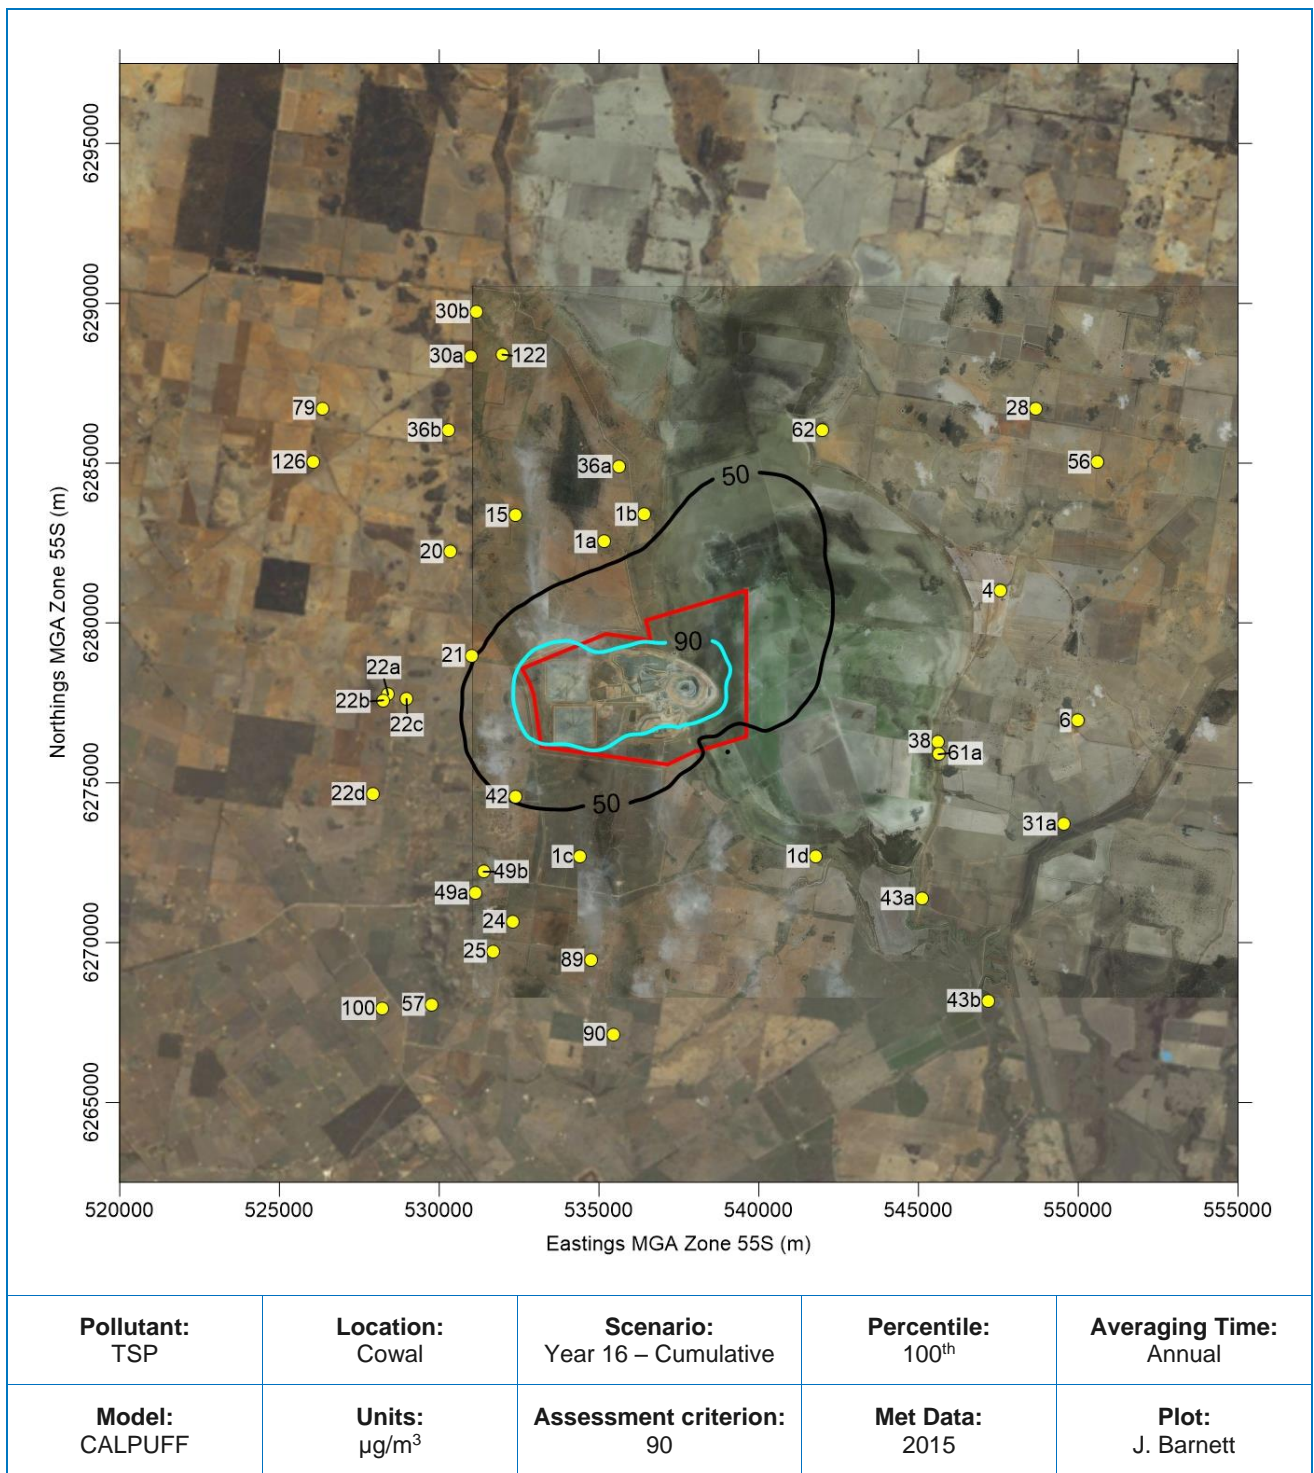 6295000
6290000
30b
30a
122
79
36b
28
62
126
56
36a
50
6285000
15
1b
1a
20
4
6280000
90
21
22a
22b
22c
6
38
61a
6275000
22d
42
50
31a
1c
1d
49b
49a
43a
24
6270000
25
89
43b
57
100
90
6265000
Northings MGA Zone 55S (m)
520000 525000 530000 535000 540000 545000 550000 555000
Eastings MGA Zone 55S (m)
Pollutant:
TSP
Location:
Cowal
Scenario:
Year 16 – Cumulative
Percentile:
100th
Averaging Time:
Annual
Model:
CALPUFF
Units:
µg/m³
Assessment criterion:
90
Met Data:
2015
Plot:
J. Barnett